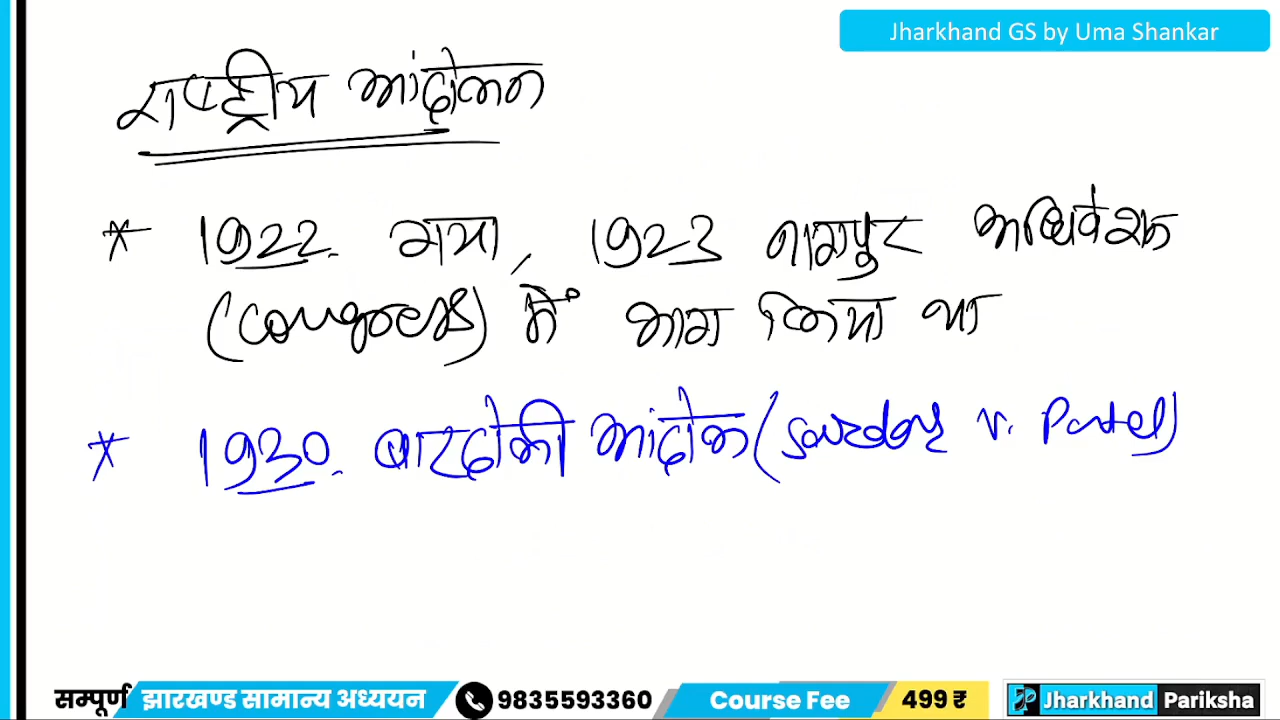 Jharkhand GS by Uma Shankar
राष्ट्रीय आंदोलन
* 1922. गया, 1923 नागपुर अधिवेशन
(Congress) में भाग लिया था
* 1930. बारदोली आंदोल (Sardar V. Patel)
सम्पूर्ण झारखण्ड सामान्य अध्ययन 9835593360 Course Fee 499 ₹ JP Jharkhand Pariksha